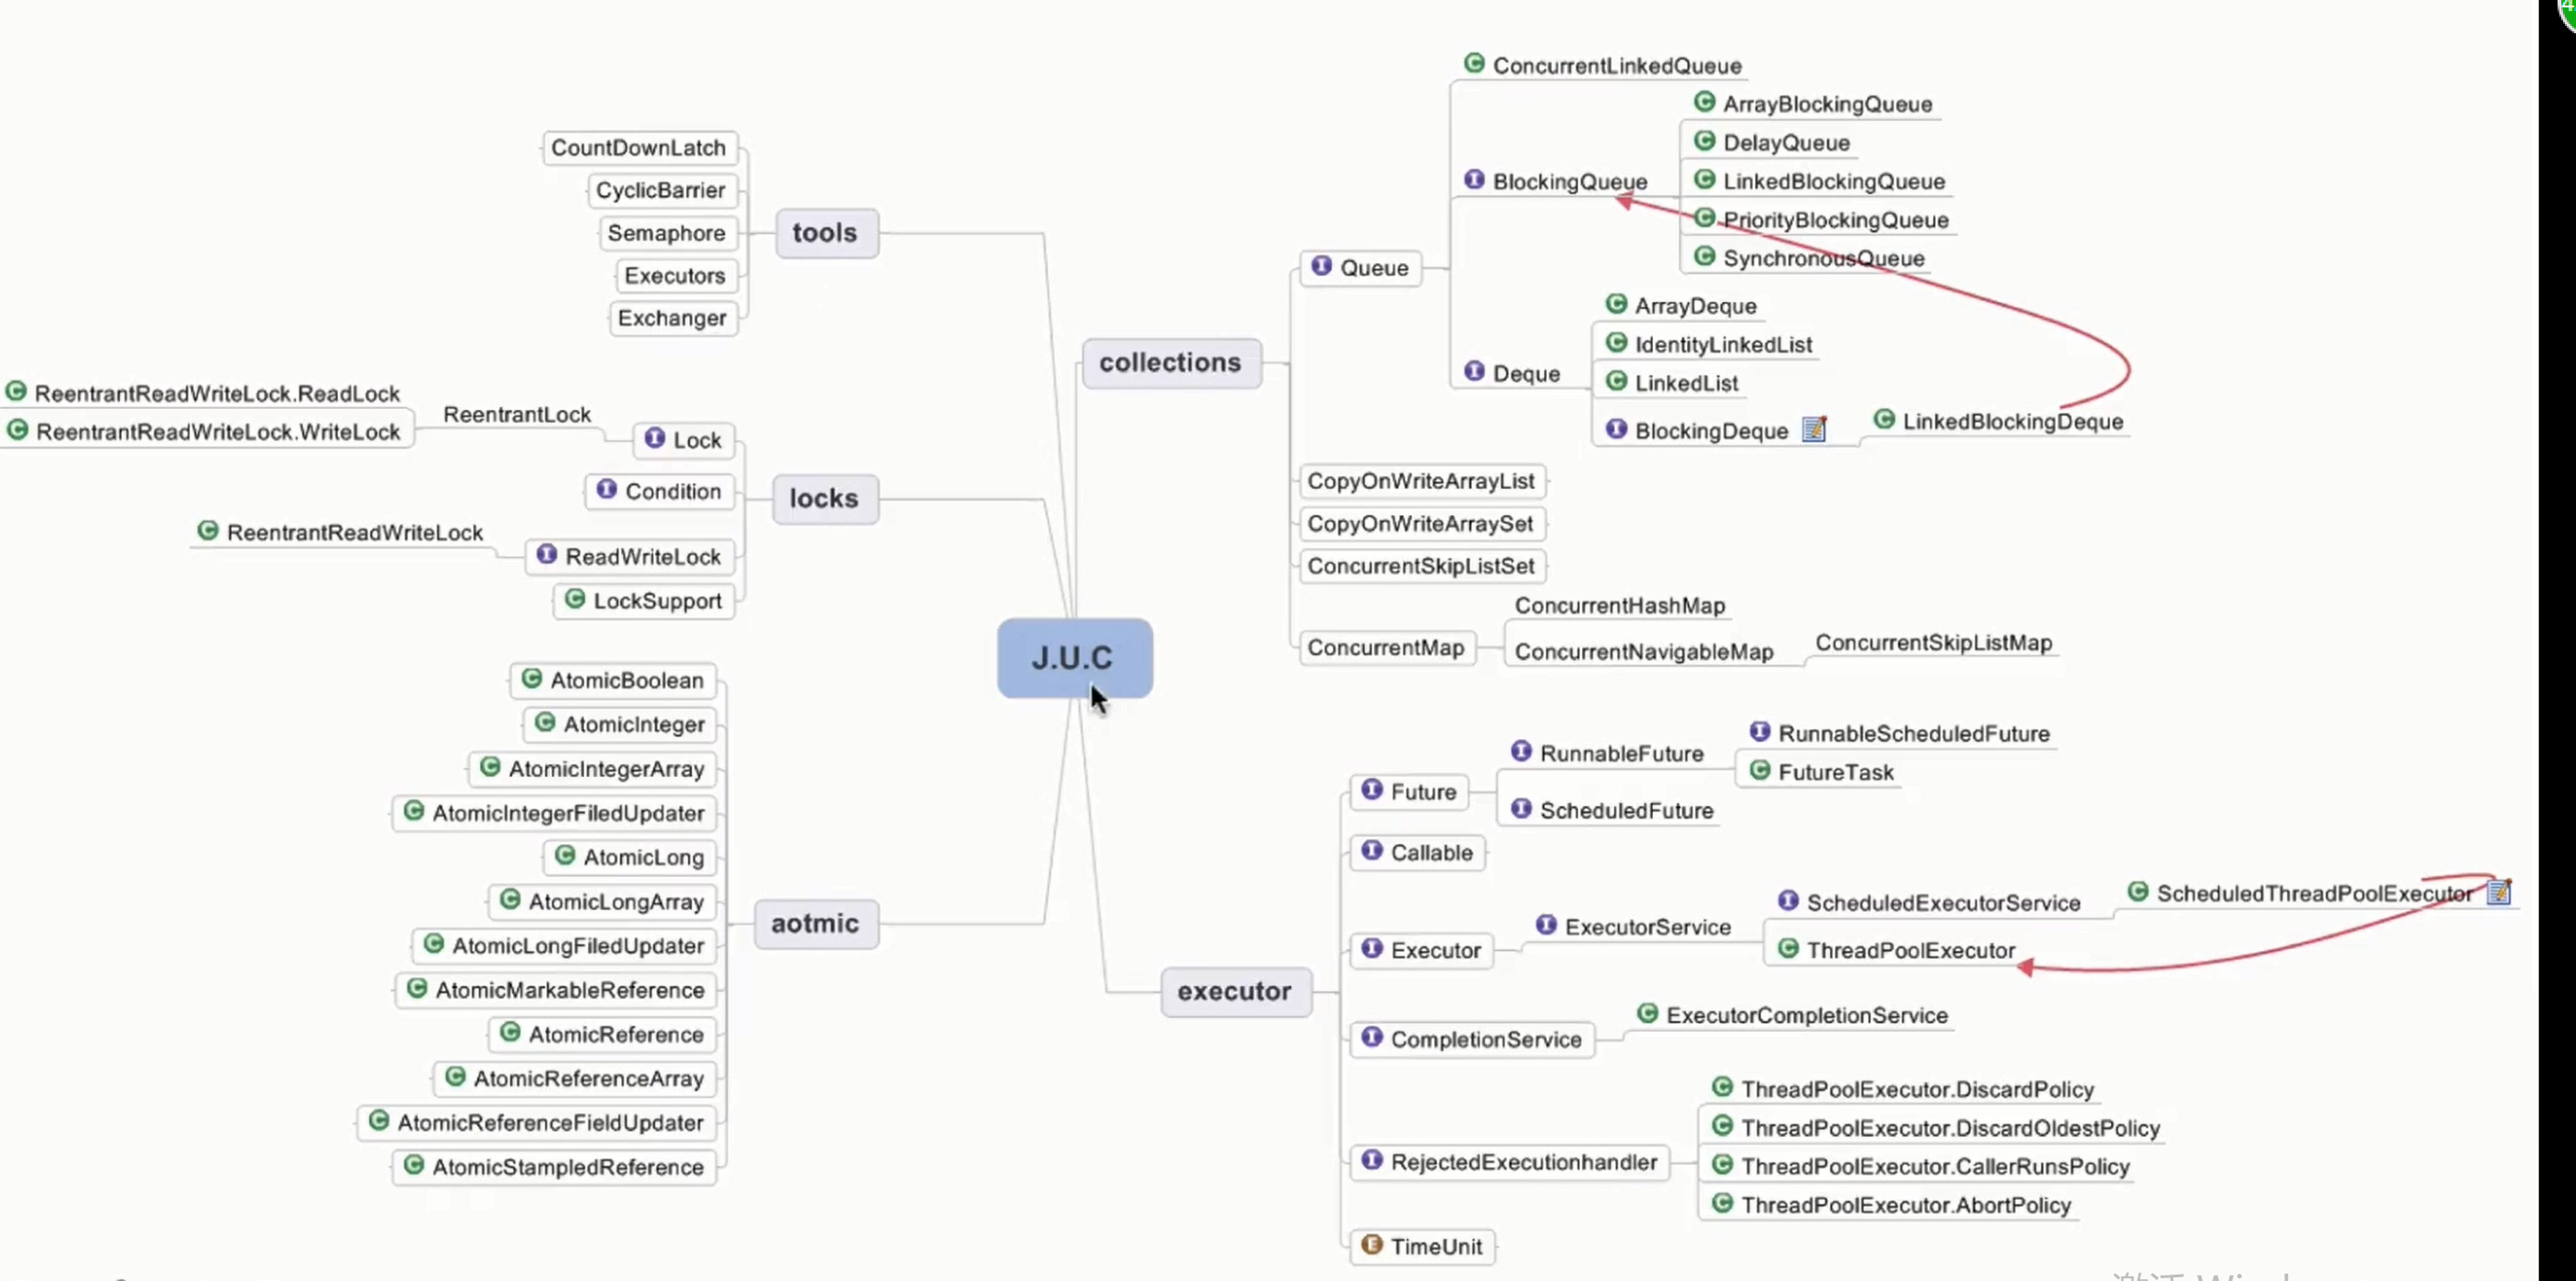 CountDownLatch
CyclicBarrier
Semaphore
Executors
Exchanger
tools
ReentrantReadWriteLock.ReadLock
ReentrantReadWriteLock.WriteLock
ReentrantLock
Lock
Condition
ReentrantReadWriteLock
ReadWriteLock
LockSupport
locks
AtomicBoolean
AtomicInteger
AtomicIntegerArray
AtomicIntegerFiledUpdater
AtomicLong
AtomicLongArray
AtomicLongFiledUpdater
AtomicMarkableReference
AtomicReference
AtomicReferenceArray
AtomicReferenceFieldUpdater
AtomicStampedReference
aotmic
J.U.C
collections
Queue
ConcurrentLinkedQueue
BlockingQueue
ArrayBlockingQueue
DelayQueue
LinkedBlockingQueue
PriorityBlockingQueue
SynchronousQueue
Deque
ArrayDeque
IdentityLinkedList
LinkedList
BlockingDeque
LinkedBlockingDeque
CopyOnWriteArrayList
CopyOnWriteArraySet
ConcurrentSkipListSet
ConcurrentMap
ConcurrentHashMap
ConcurrentNavigableMap
ConcurrentSkipListMap
executor
Future
RunnableFuture
RunnableScheduledFuture
FutureTask
ScheduledFuture
Callable
Executor
ExecutorService
ScheduledExecutorService
ScheduledThreadPoolExecutor
ThreadPoolExecutor
CompletionService
ExecutorCompletionService
RejectedExecutionhandler
ThreadPoolExecutor.DiscardPolicy
ThreadPoolExecutor.DiscardOldestPolicy
ThreadPoolExecutor.CallerRunsPolicy
ThreadPoolExecutor.AbortPolicy
TimeUnit